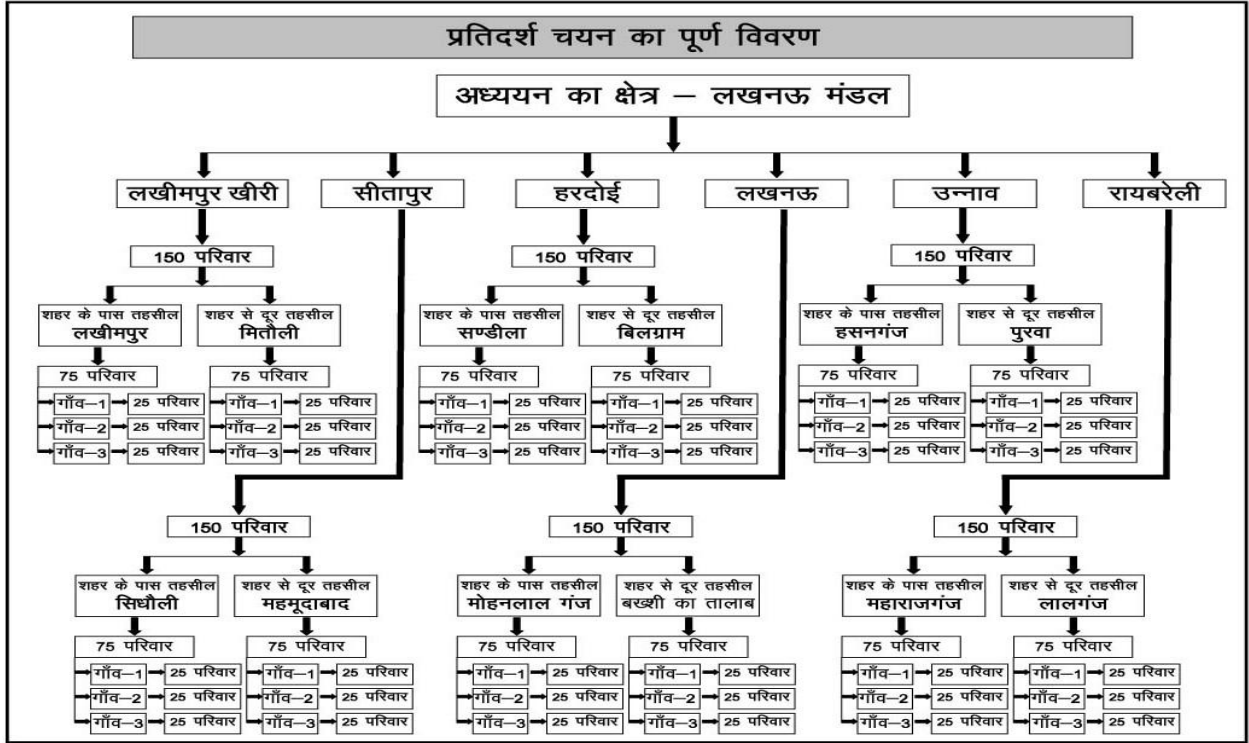 प्रतिदर्श चयन का पूर्ण विवरण
अध्ययन का क्षेत्र – लखनऊ मंडल
लखीमपुर खीरी सीतापुर हरदोई लखनऊ उन्नाव रायबरेली
150 परिवार 150 परिवार 150 परिवार
शहर के पास तहसील शहर से दूर तहसील शहर के पास तहसील शहर से दूर तहसील शहर के पास तहसील शहर से दूर तहसील
लखीमपुर मितौली सण्डीला बिलग्राम हसनगंज पुरवा
75 परिवार 75 परिवार 75 परिवार 75 परिवार 75 परिवार 75 परिवार
गाँव–1 25 परिवार गाँव–1 25 परिवार गाँव–1 25 परिवार गाँव–1 25 परिवार गाँव–1 25 परिवार गाँव–1 25 परिवार
गाँव–2 25 परिवार गाँव–2 25 परिवार गाँव–2 25 परिवार गाँव–2 25 परिवार गाँव–2 25 परिवार गाँव–2 25 परिवार
गाँव–3 25 परिवार गाँव–3 25 परिवार गाँव–3 25 परिवार गाँव–3 25 परिवार गाँव–3 25 परिवार गाँव–3 25 परिवार
150 परिवार 150 परिवार 150 परिवार
शहर के पास तहसील शहर से दूर तहसील शहर के पास तहसील शहर से दूर तहसील शहर के पास तहसील शहर से दूर तहसील
सिधौली महमूदाबाद मोहनलाल गंज बख्शी का तालाब महाराजगंज लालगंज
75 परिवार 75 परिवार 75 परिवार 75 परिवार 75 परिवार 75 परिवार
गाँव–1 25 परिवार गाँव–1 25 परिवार गाँव–1 25 परिवार गाँव–1 25 परिवार गाँव–1 25 परिवार गाँव–1 25 परिवार
गाँव–2 25 परिवार गाँव–2 25 परिवार गाँव–2 25 परिवार गाँव–2 25 परिवार गाँव–2 25 परिवार गाँव–2 25 परिवार
गाँव–3 25 परिवार गाँव–3 25 परिवार गाँव–3 25 परिवार गाँव–3 25 परिवार गाँव–3 25 परिवार गाँव–3 25 परिवार